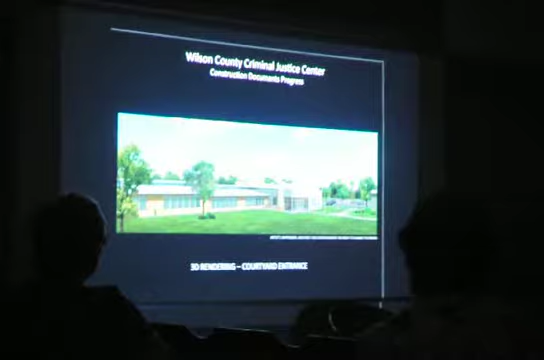 Wilson County Criminal Justice Center
Construction Documents Progress
3D RENDERING – COURTYARD ENTRANCE